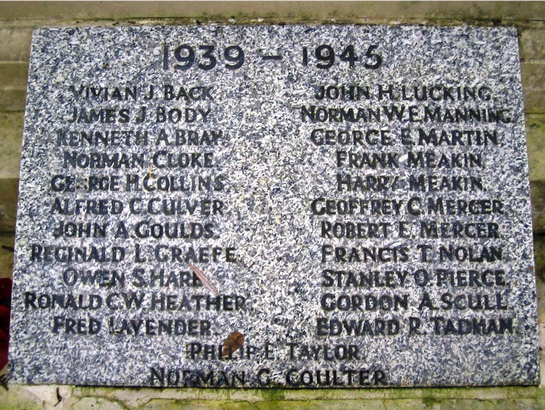 1939 – 1945
VIVIAN J. BACK.
JAMES J. BODY.
KENNETH A. BRAY.
NORMAN CLOKE.
GEORGE H. COLLINS.
ALFRED C. CULVER.
JOHN A. GOULDS.
REGINALD L.
OWEN S.
RONALD C.W. HEATHER.
FRED LAVENDER.
JOHN H. LUCKING.
NORMAN W.E. MANNING.
GEORGE E. MARTIN.
FRANK MEAKIN.
HARRY MEAKIN.
GEOFFREY C. MERCER.
ROBERT E. MERCER.
FRANCIS T. NOLAN.
STANLEY O. PIERCE.
GORDON A. SCULL.
EDWARD R. TADMAN.
PHILIP E. TAYLOR.
NORMAN G. COULTER.